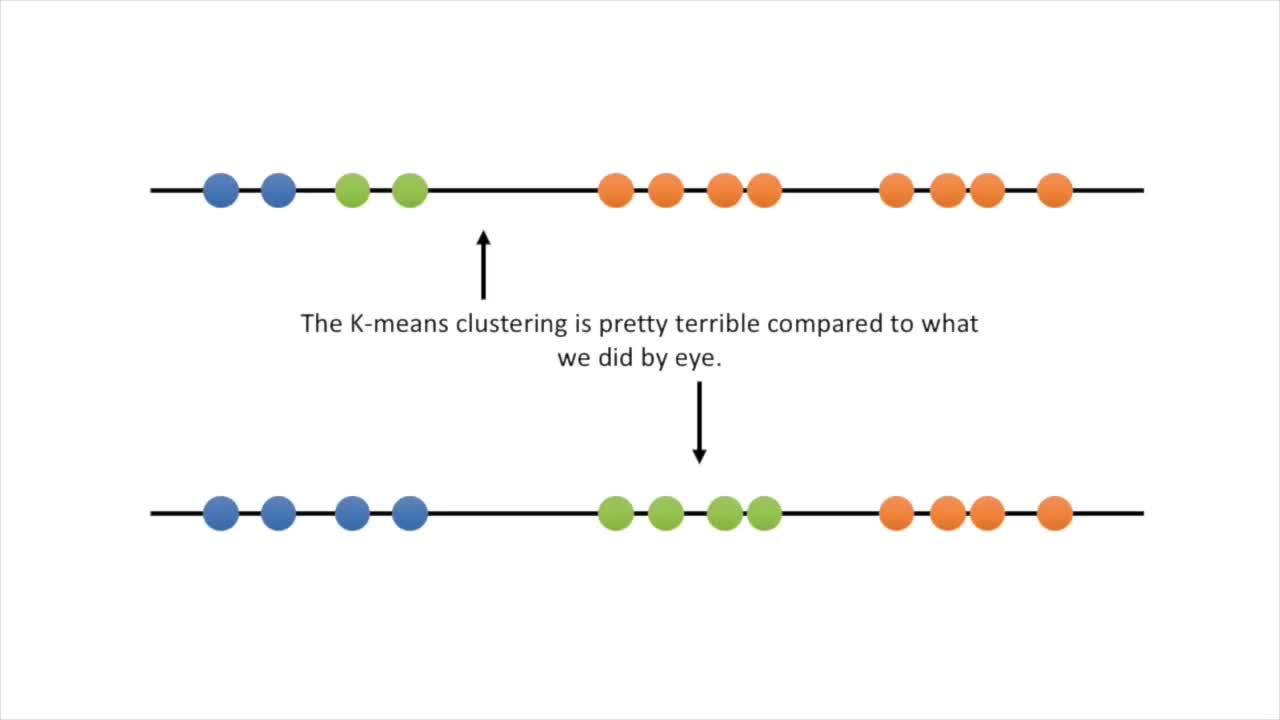 The K-means clustering is pretty terrible compared to what
we did by eye.